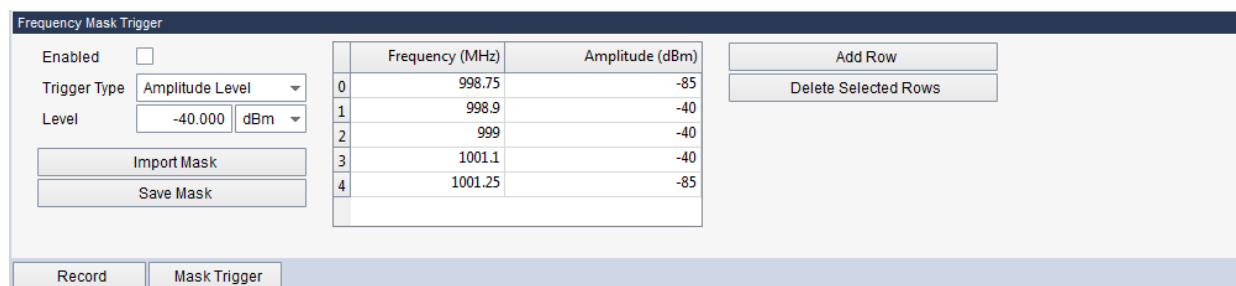 Frequency Mask Trigger
Enabled
Trigger Type Amplitude Level
Level -40.000 dBm
Import Mask
Save Mask
Frequency (MHz) Amplitude (dBm)
0 998.75 -85
1 998.9 -40
2 999 -40
3 1001.1 -40
4 1001.25 -85
Add Row
Delete Selected Rows
Record Mask Trigger